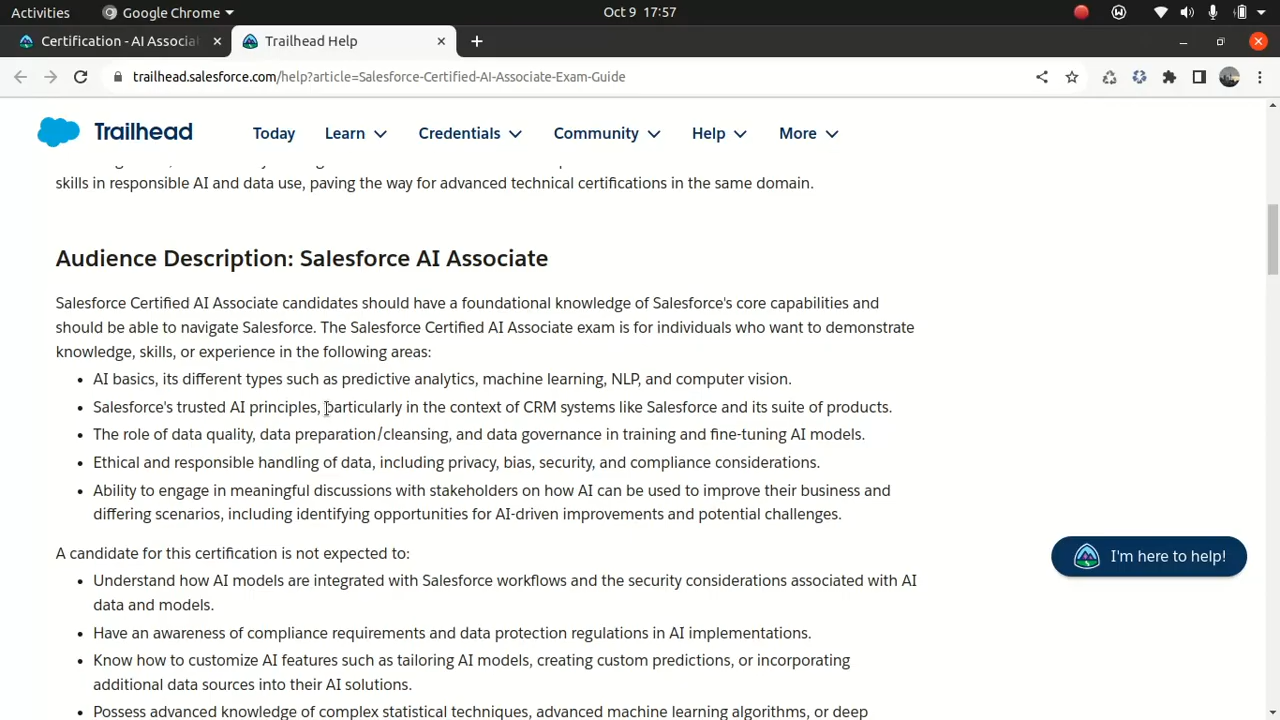 Activities
Google Chrome
Oct 9 17:57
Certification - AI Associa
Trailhead Help
trailhead.salesforce.com/help?article=Salesforce-Certified-AI-Associate-Exam-Guide
Trailhead
Today
Learn
Credentials
Community
Help
More
skills in responsible AI and data use, paving the way for advanced technical certifications in the same domain.
Audience Description: Salesforce AI Associate
Salesforce Certified AI Associate candidates should have a foundational knowledge of Salesforce's core capabilities and
should be able to navigate Salesforce. The Salesforce Certified AI Associate exam is for individuals who want to demonstrate
knowledge, skills, or experience in the following areas:
• AI basics, its different types such as predictive analytics, machine learning, NLP, and computer vision.
• Salesforce's trusted AI principles, particularly in the context of CRM systems like Salesforce and its suite of products.
• The role of data quality, data preparation/cleansing, and data governance in training and fine-tuning AI models.
• Ethical and responsible handling of data, including privacy, bias, security, and compliance considerations.
• Ability to engage in meaningful discussions with stakeholders on how AI can be used to improve their business and
differing scenarios, including identifying opportunities for AI-driven improvements and potential challenges.
A candidate for this certification is not expected to:
• Understand how AI models are integrated with Salesforce workflows and the security considerations associated with AI
data and models.
• Have an awareness of compliance requirements and data protection regulations in AI implementations.
• Know how to customize AI features such as tailoring AI models, creating custom predictions, or incorporating
additional data sources into their AI solutions.
• Possess advanced knowledge of complex statistical techniques, advanced machine learning algorithms, or deep
I'm here to help!